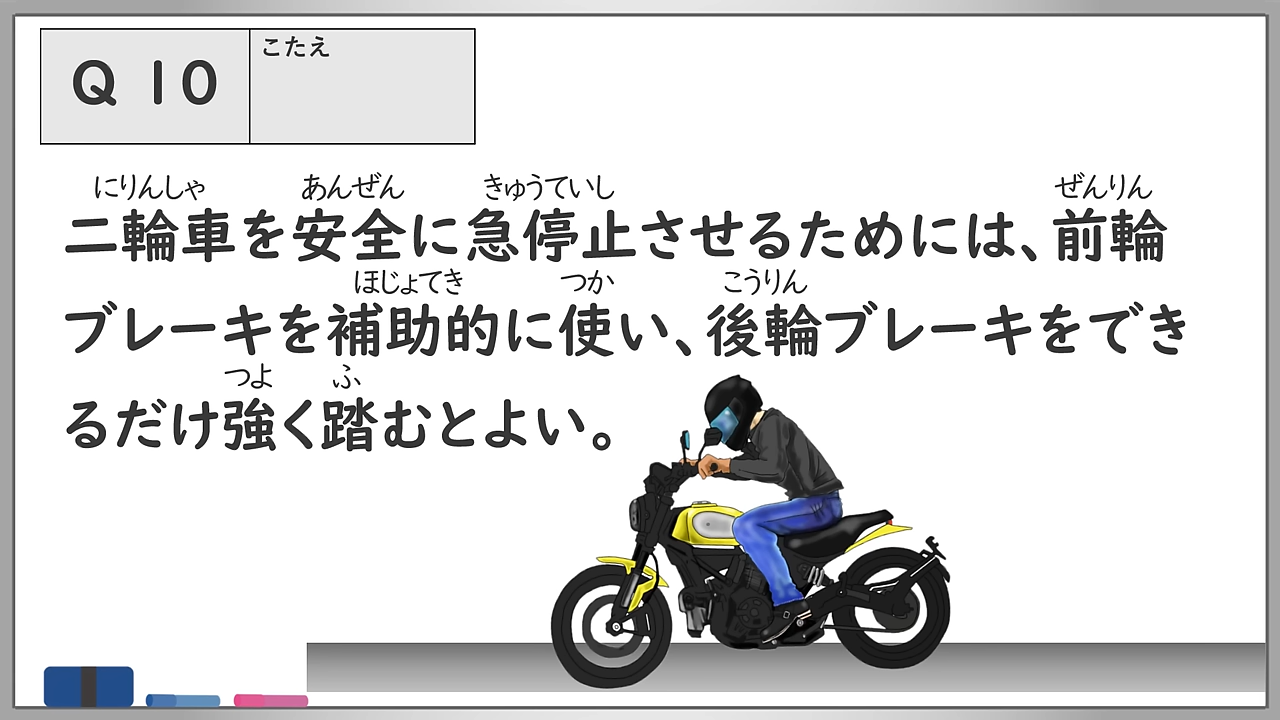 Q 10
こたえ
にりんしゃ あんぜん きゅうていし ぜんりん
二輪車を安全に急停止させるためには、前輪
ほじょてき つか こうりん
ブレーキを補助的に使い、後輪ブレーキをでき
つよ ふ
るだけ強く踏むとよい。